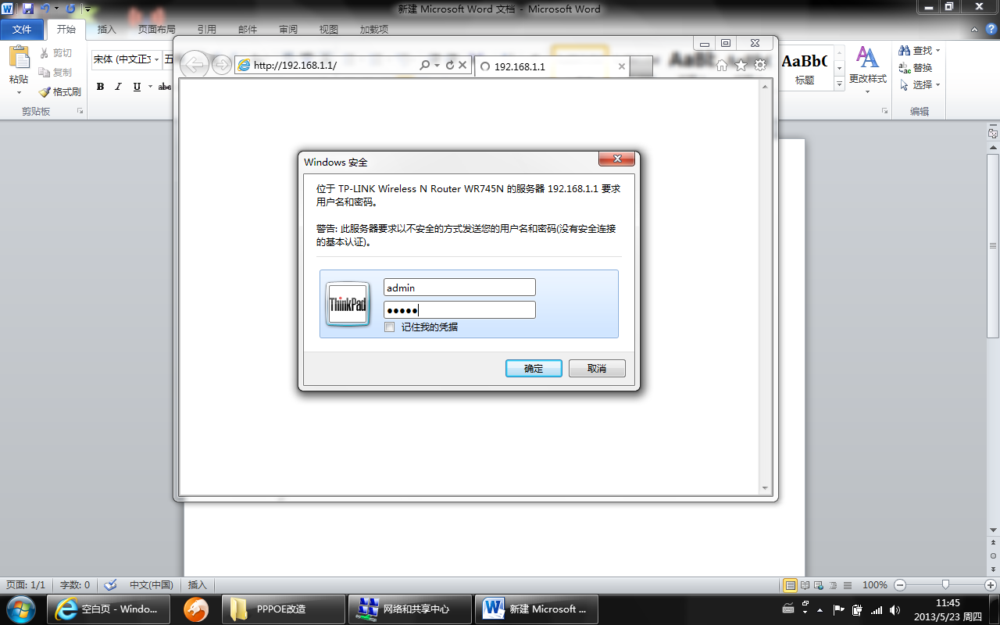 新建 Microsoft Word 文档 - Microsoft Word
文件 开始 插入 页面布局 引用 邮件 审阅 视图 加载项
粘贴
剪切
复制
格式刷
剪贴板
宋体 (中文正文
五
B I U abc
http://192.168.1.1/
192.168.1.1
AaBbC
标题
更改样式
查找
替换
选择
编辑
Windows 安全
位于 TP-LINK Wireless N Router WR745N 的服务器 192.168.1.1 要求
用户名和密码。
警告: 此服务器要求以不安全的方式发送您的用户名和密码(没有安全连接
的基本认证)。
ThinkPad
admin
●●●●●
记住我的凭据
确定 取消
页面: 1/1 字数: 0 中文(中国) 插入 100%
空白页 - Windo... PPPOE改造 网络和共享中心 新建 Microsoft ...
11:45
2013/5/23 周四